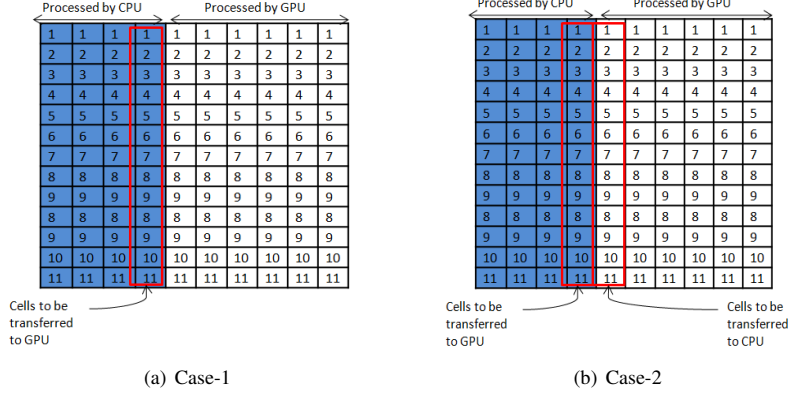 Processed by CPU Processed by GPU
1 1 1 1 1 1 1 1 1 1
2 2 2 2 2 2 2 2 2 2
3 3 3 3 3 3 3 3 3 3
4 4 4 4 4 4 4 4 4 4
5 5 5 5 5 5 5 5 5 5
6 6 6 6 6 6 6 6 6 6
7 7 7 7 7 7 7 7 7 7
8 8 8 8 8 8 8 8 8 8
9 9 9 9 9 9 9 9 9 9
8 8 8 8 8 8 8 8 8 8
9 9 9 9 9 9 9 9 9 9
10 10 10 10 10 10 10 10 10 10
11 11 11 11 11 11 11 11 11 11
Cells to be
transferred
to GPU
(a) Case-1
Processed by CPU Processed by GPU
1 1 1 1 1 1 1 1 1 1
2 2 2 2 2 2 2 2 2 2
3 3 3 3 3 3 3 3 3 3
4 4 4 4 4 4 4 4 4 4
5 5 5 5 5 5 5 5 5 5
6 6 6 6 6 6 6 6 6 6
7 7 7 7 7 7 7 7 7 7
8 8 8 8 8 8 8 8 8 8
9 9 9 9 9 9 9 9 9 9
8 8 8 8 8 8 8 8 8 8
9 9 9 9 9 9 9 9 9 9
10 10 10 10 10 10 10 10 10 10
11 11 11 11 11 11 11 11 11 11
Cells to be
transferred
to GPU
Cells to be
transferred
to CPU
(b) Case-2